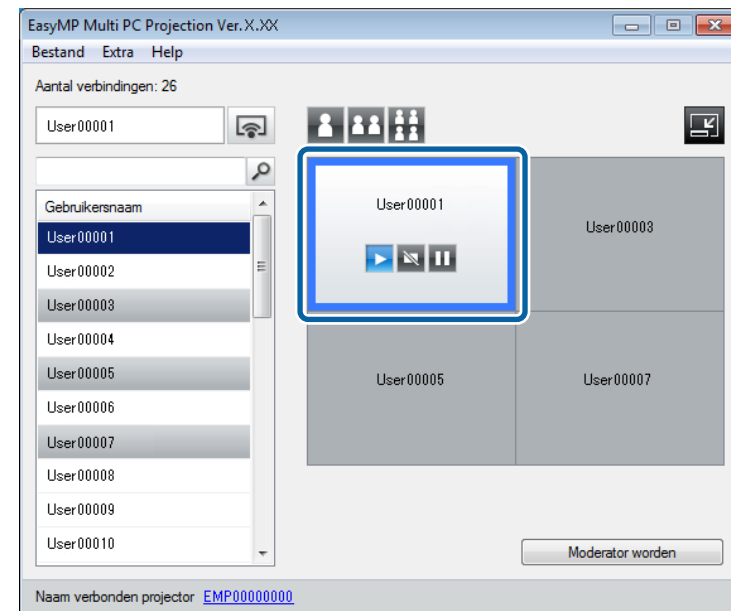 EasyMP Multi PC Projection Ver.X.XX
Bestand Extra Help
Aantal verbindingen: 26
User00001
Gebruikersnaam
User00001
User00002
User00003
User00004
User00005
User00006
User00007
User00008
User00009
User00010
User00001
User00003
User00005
User00007
Moderator worden
Naam verbonden projector EMP00000000